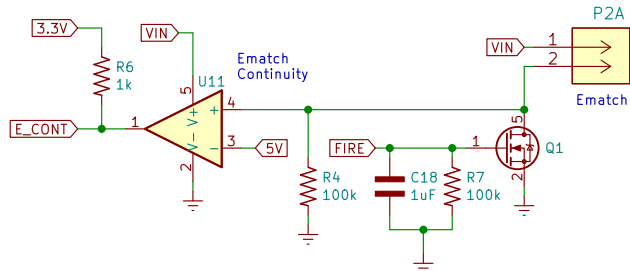 P2A
3.3V
VIN
VIN
1
2
R6
1k
U11
Ematch
Continuity
5
V+
4
+
Ematch
E_CONT
1
5
V-
3
-
5V
FIRE
1
Q1
2
R4
100k
C18
1uF
R7
100k
2